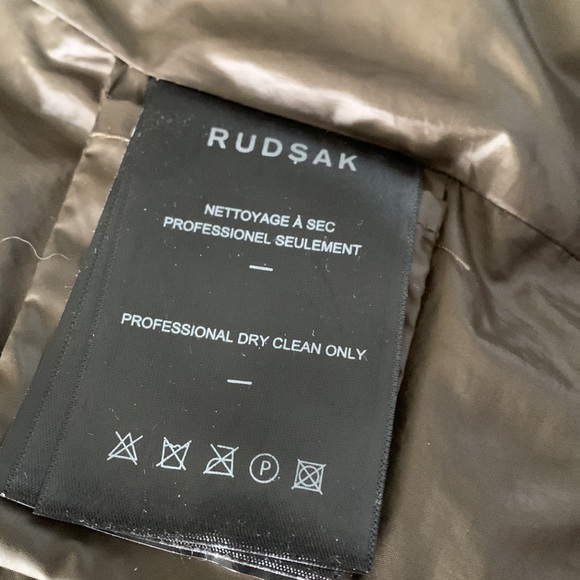 RUDSAK
NETTOYAGE À SEC
PROFESSIONEL SEULEMENT
PROFESSIONAL DRY CLEAN ONLY
P